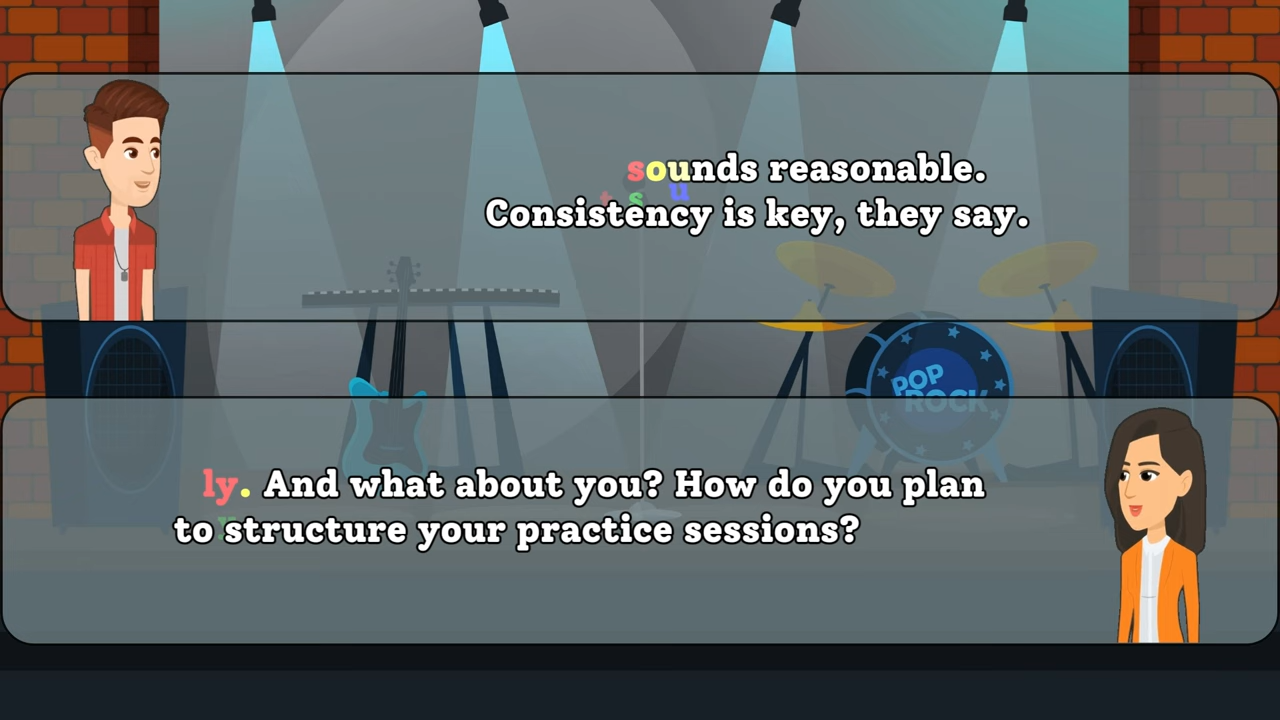 sounds reasonable.
Consistency is key, they say.
POP
ROCK
ly. And what about you? How do you plan
to structure your practice sessions?